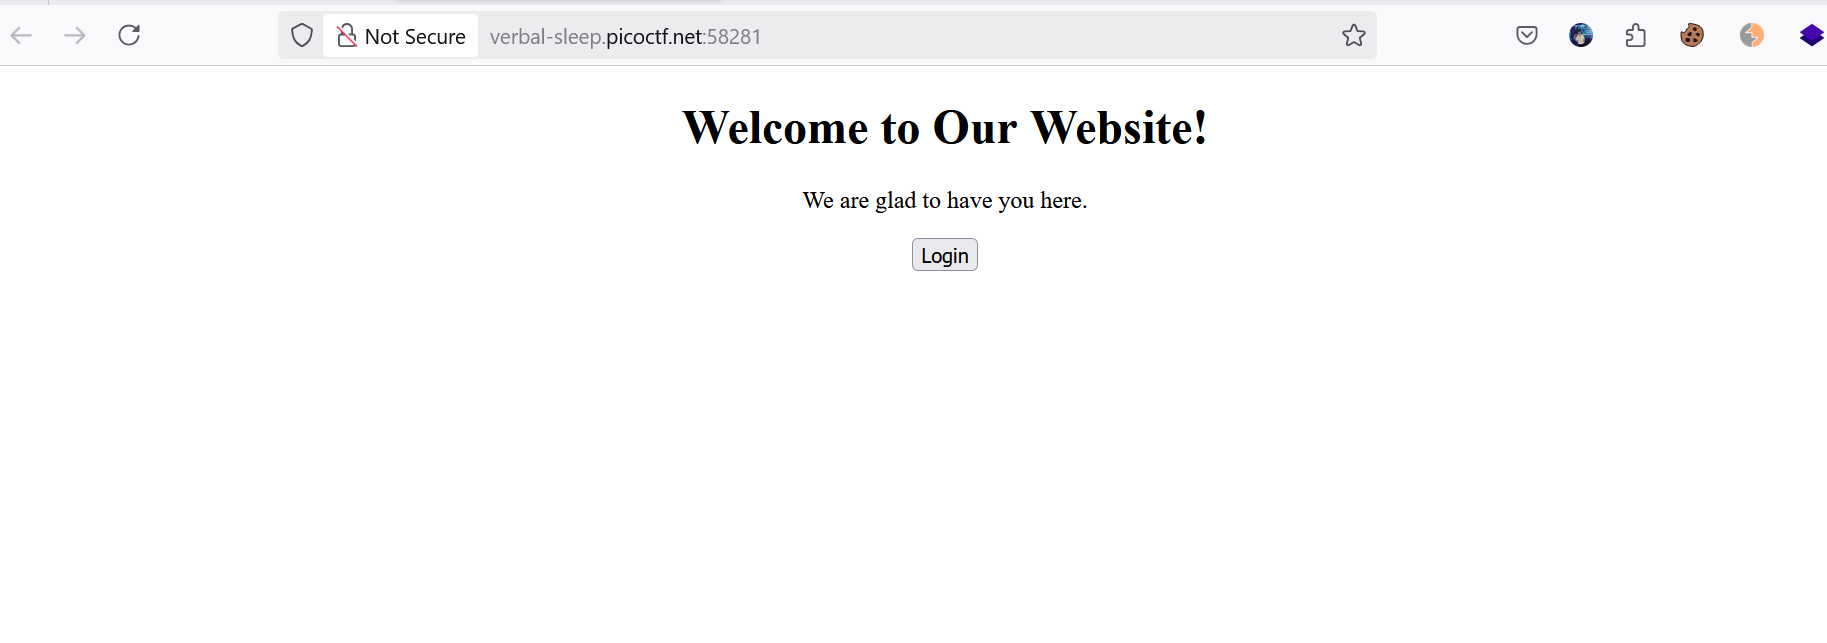 Not Secure verbal-sleep.picoctf.net:58281
Welcome to Our Website!
We are glad to have you here.
Login